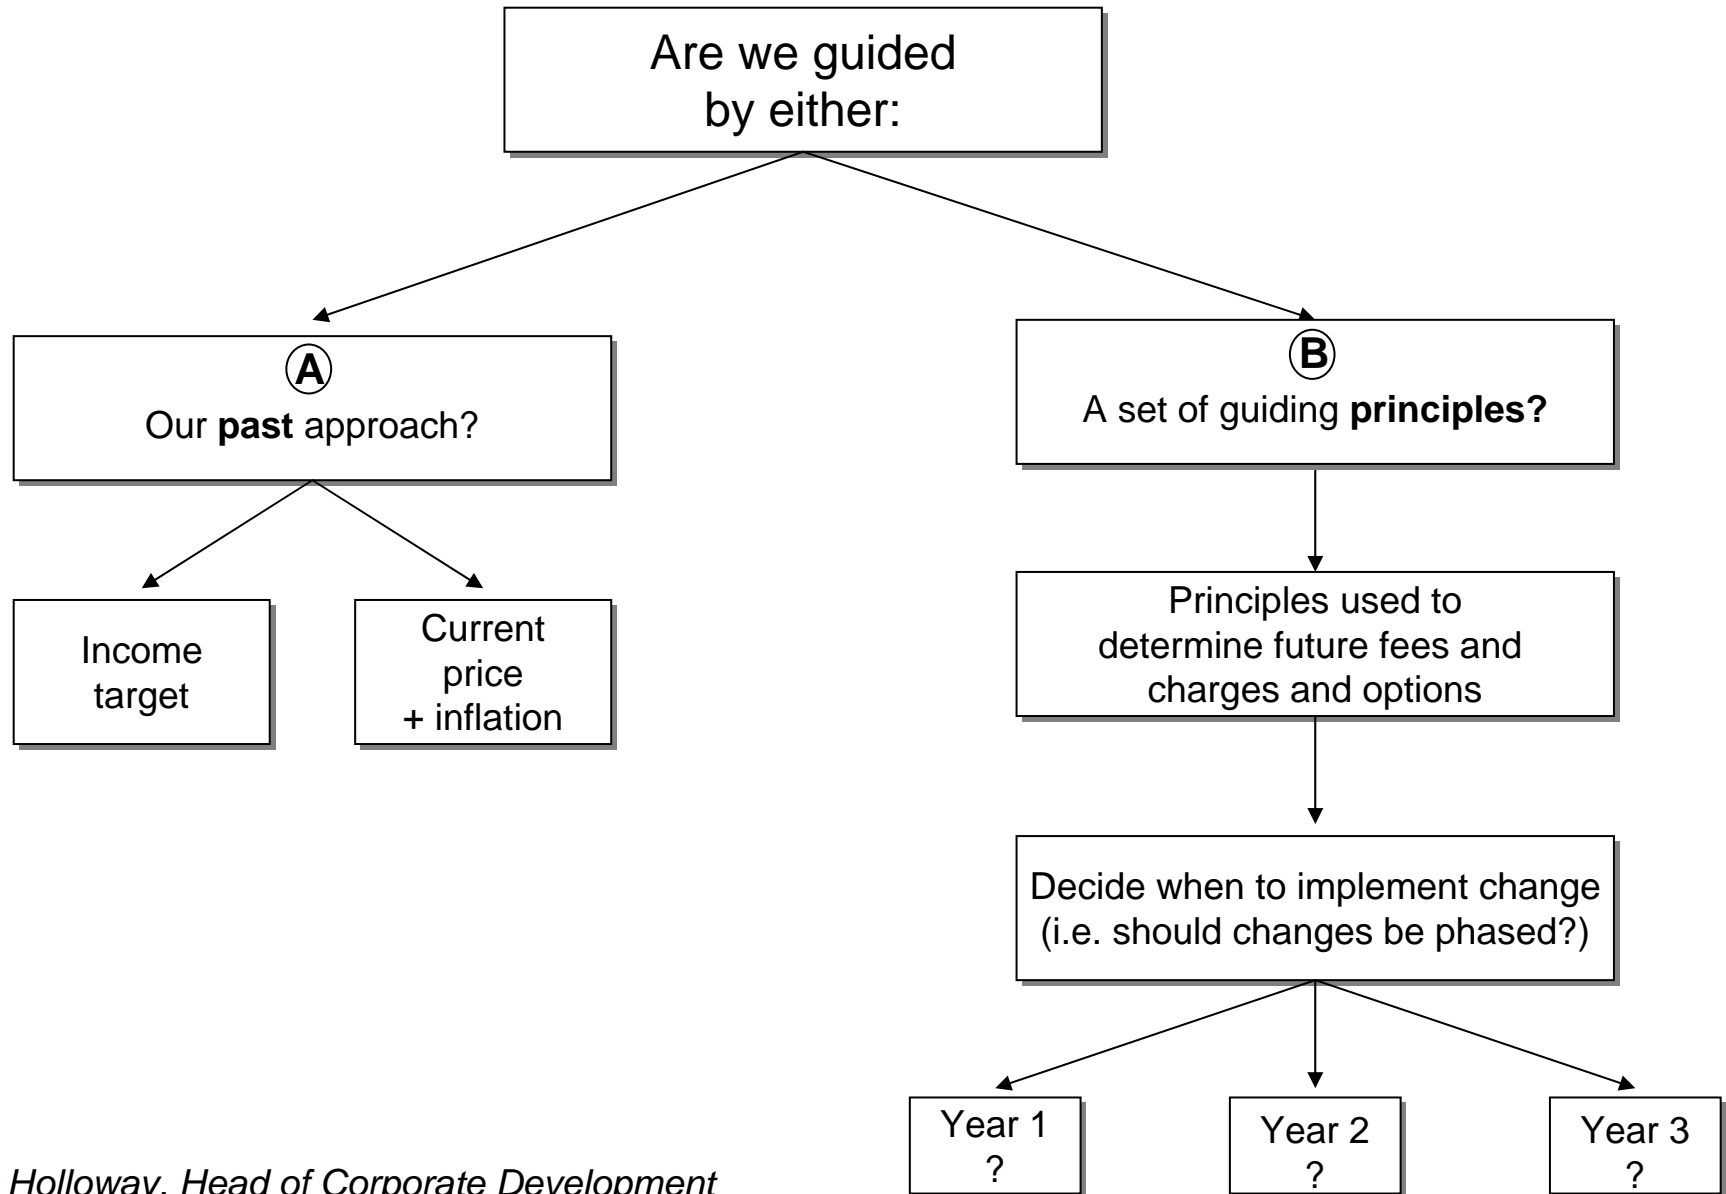 Are we guided
by either:
A
Our past approach?
B
A set of guiding principles?
Income
target
Current
price
+ inflation
Principles used to
determine future fees and
charges and options
Decide when to implement change
(i.e. should changes be phased?)
Year 1
?
Year 2
?
Year 3
?
Holloway, Head of Corporate Development